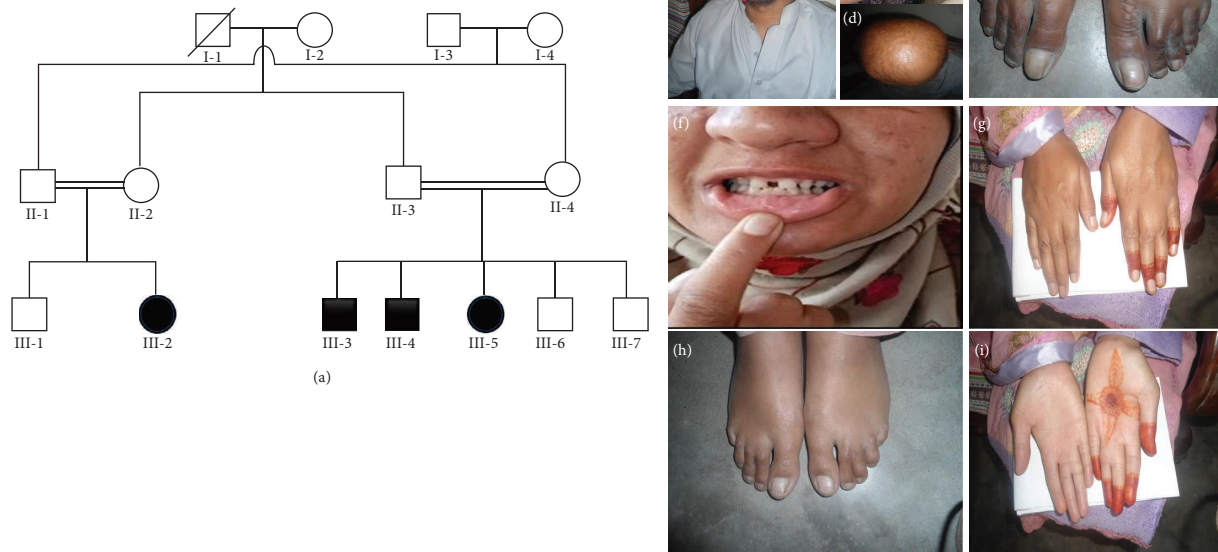 I-1
I-2
I-3
I-4
II-1
II-2
II-3
II-4
III-1
III-2
III-3
III-4
III-5
III-6
III-7
(a)
(d)
(f)
(g)
(h)
(i)